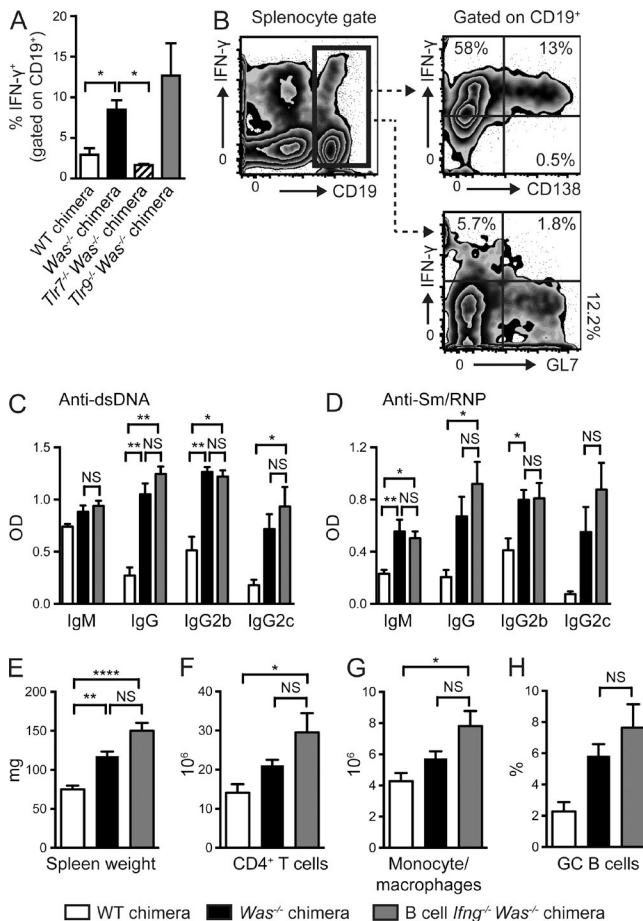 A
% IFN-γ+
(gated on CD19+)
20
15
10
5
0
*
*
WT chimera
Was-/- chimera
Tlr7-/- Was-/- chimera
Tlr9-/- Was-/- chimera
B
Splenocyte gate
Gated on CD19+
IFN-γ
0
0
CD19
IFN-γ
0
58%
13%
0.5%
0
CD138
IFN-γ
0
5.7%
1.8%
12.2%
0
GL7
C
Anti-dsDNA
OD
1.5
1.0
0.5
0.0
NS
**
** NS
*
NS
*
NS
IgM
IgG
IgG2b
IgG2c
D
Anti-Sm/RNP
OD
1.2
0.8
0.4
0.0
*
** NS
*
NS
*
NS
NS
IgM
IgG
IgG2b
IgG2c
E
mg
200
150
100
50
0
****
**
NS
Spleen weight
F
10^6
40
30
20
10
0
*
NS
CD4+ T cells
G
10^6
10
8
6
4
2
0
*
NS
Monocyte/
macrophages
H
%
10
8
6
4
2
0
NS
GC B cells
WT chimera
Was-/- chimera
B cell Ifng-/- Was-/- chimera